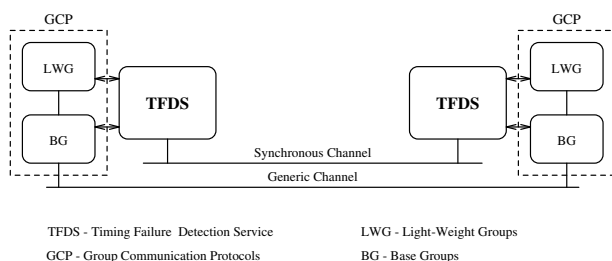 GCP GCP
LWG LWG
TFDS TFDS
BG BG
Synchronous Channel
Generic Channel
TFDS - Timing Failure Detection Service
LWG - Light-Weight Groups
GCP - Group Communication Protocols
BG - Base Groups